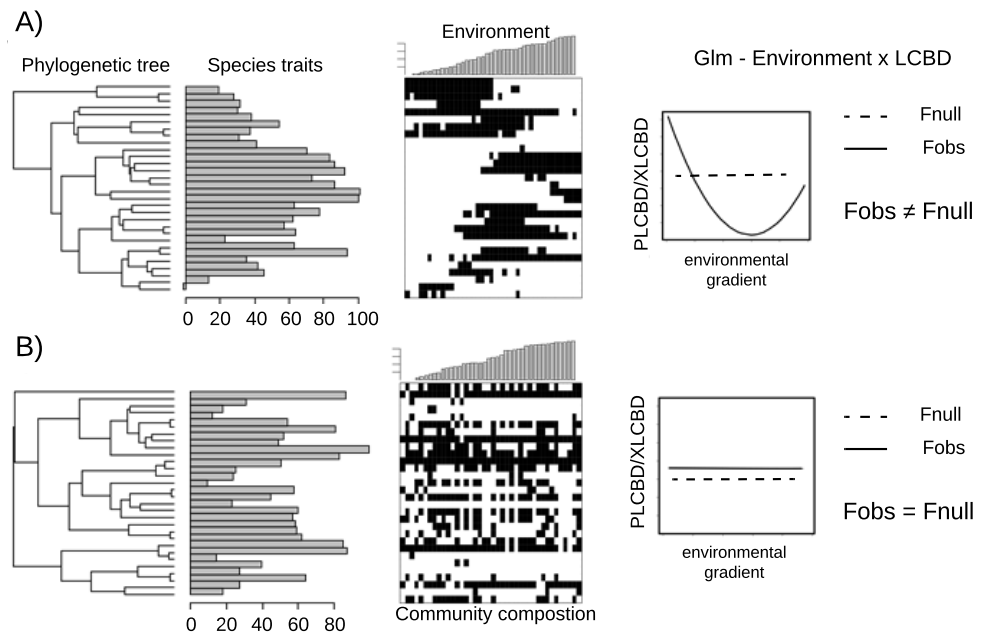 A)
Environment
Phylogenetic tree
Species traits
Glm - Environment x LCBD
PLCBD/XLCBD
Fnull
Fobs
Fobs ≠ Fnull
environmental
gradient
0 20 40 60 80 100
B)
PLCBD/XLCBD
Fnull
Fobs
Fobs = Fnull
environmental
gradient
0 20 40 60 80
Community compostion